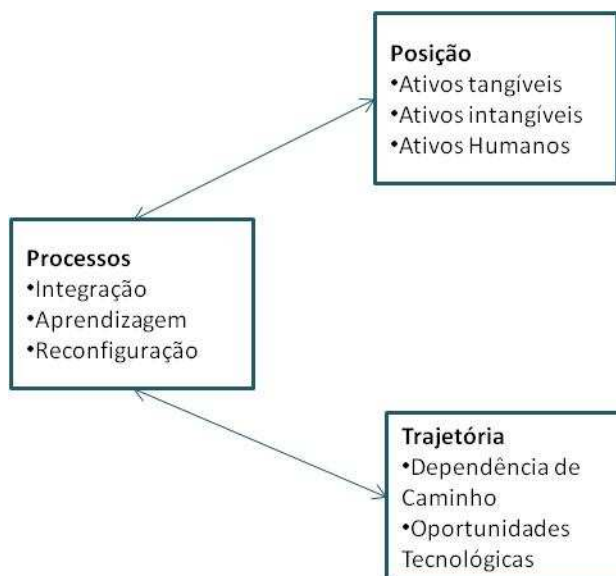 Posição
•Ativos tangíveis
•Ativos intangíveis
•Ativos Humanos
Processos
•Integração
•Aprendizagem
•Reconfiguração
Trajetória
•Dependência de
Caminho
•Oportunidades
Tecnológicas